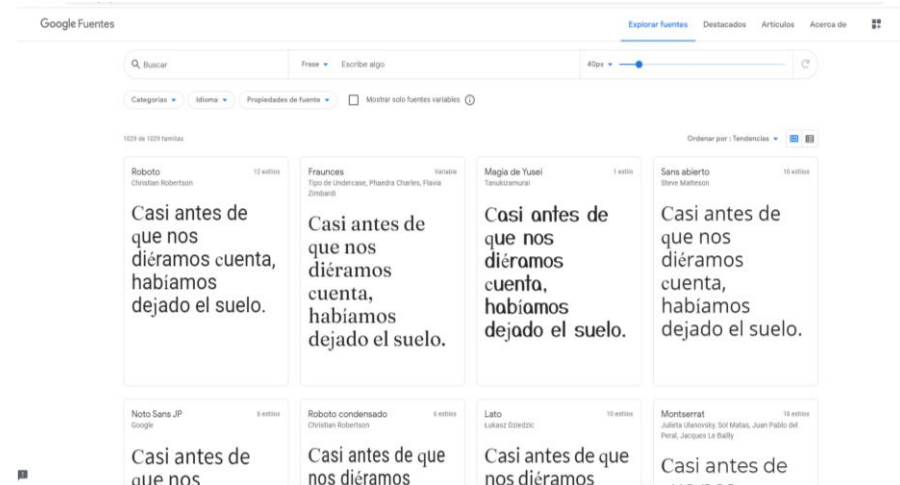 Google Fuentes
Explorar fuentes Destacados Artículos Acerca de
Buscar
Frase Escribe algo
40px
Categorías Idioma Propiedades de fuente Mostrar solo fuentes variables
1029 de 1029 familias
Ordenar por : Tendencias
Roboto 12 estilos
Christian Robertson
Casi antes de
que nos
diéramos cuenta,
habíamos
dejado el suelo.
Fraunces Variable
Tipo de Undercase, Phaedra Charles, Flavia
Zimbardi
Casi antes de
que nos
diéramos
cuenta,
habíamos
dejado el suelo.
Magia de Yusei 1 estilo
Tanukizamurai
Casi antes de
que nos
diéramos
cuenta,
habíamos
dejado el suelo.
Sans abierto 10 estilos
Steve Matteson
Casi antes de
que nos
diéramos
cuenta,
habíamos
dejado el suelo.
Noto Sans JP 6 estilos
Google
Casi antes de
que nos
Roboto condensado 6 estilos
Christian Robertson
Casi antes de que
nos diéramos
Lato 10 estilos
Łukasz Dziedzic
Casi antes de que
nos diéramos
Montserrat 18 estilos
Julieta Ulanovsky, Sol Matas, Juan Pablo del
Peral, Jacques Le Bailly
Casi antes de